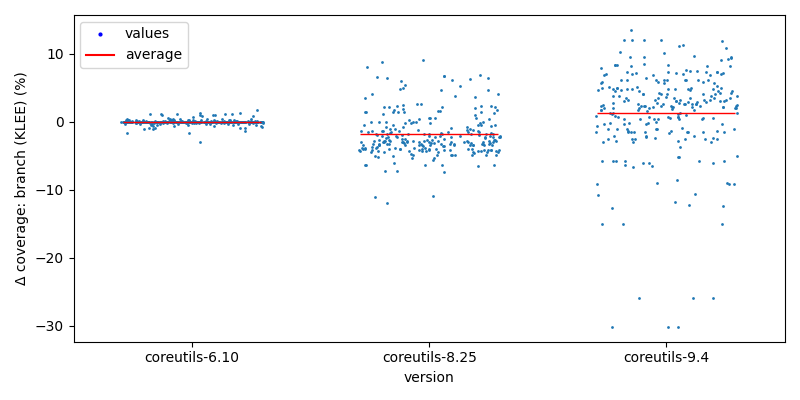 values
average
Δ coverage: branch (KLEE) (%)
10
0
−10
−20
−30
coreutils-6.10
coreutils-8.25
coreutils-9.4
version